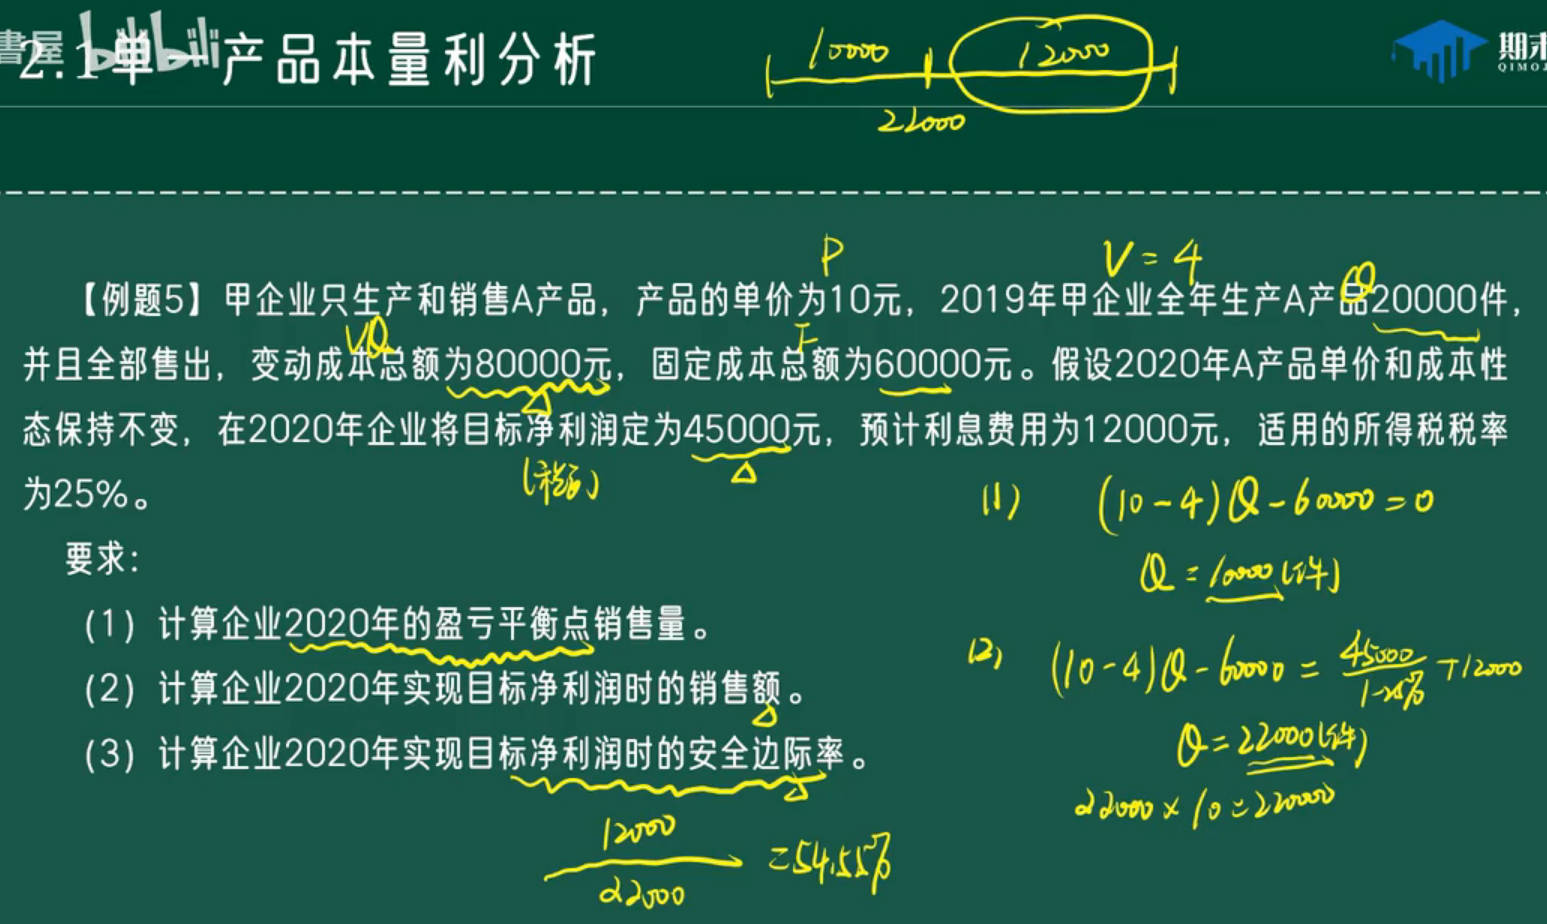 書屋 bilibili
2.1单一产品本量利分析
10000 12000
22000
期末
QIMO
P V=4
【例题5】甲企业只生产和销售A产品，产品的单价为10元，2019年甲企业全年生产A产品20000件，
Q
VQ F
并且全部售出，变动成本总额为80000元，固定成本总额为60000元。假设2020年A产品单价和成本性
态保持不变，在2020年企业将目标净利润定为45000元，预计利息费用为12000元，适用的所得税税率
为25%。
(税后)
要求：
（1）计算企业2020年的盈亏平衡点销售量。
（2）计算企业2020年实现目标净利润时的销售额。
（3）计算企业2020年实现目标净利润时的安全边际率。
(1) (10-4)Q-60000=0
Q=10000(件)
(2) (10-4)Q-60000=45000/1-25%+12000
Q=22000(件)
22000×10=220000
12000/22000=54.55%